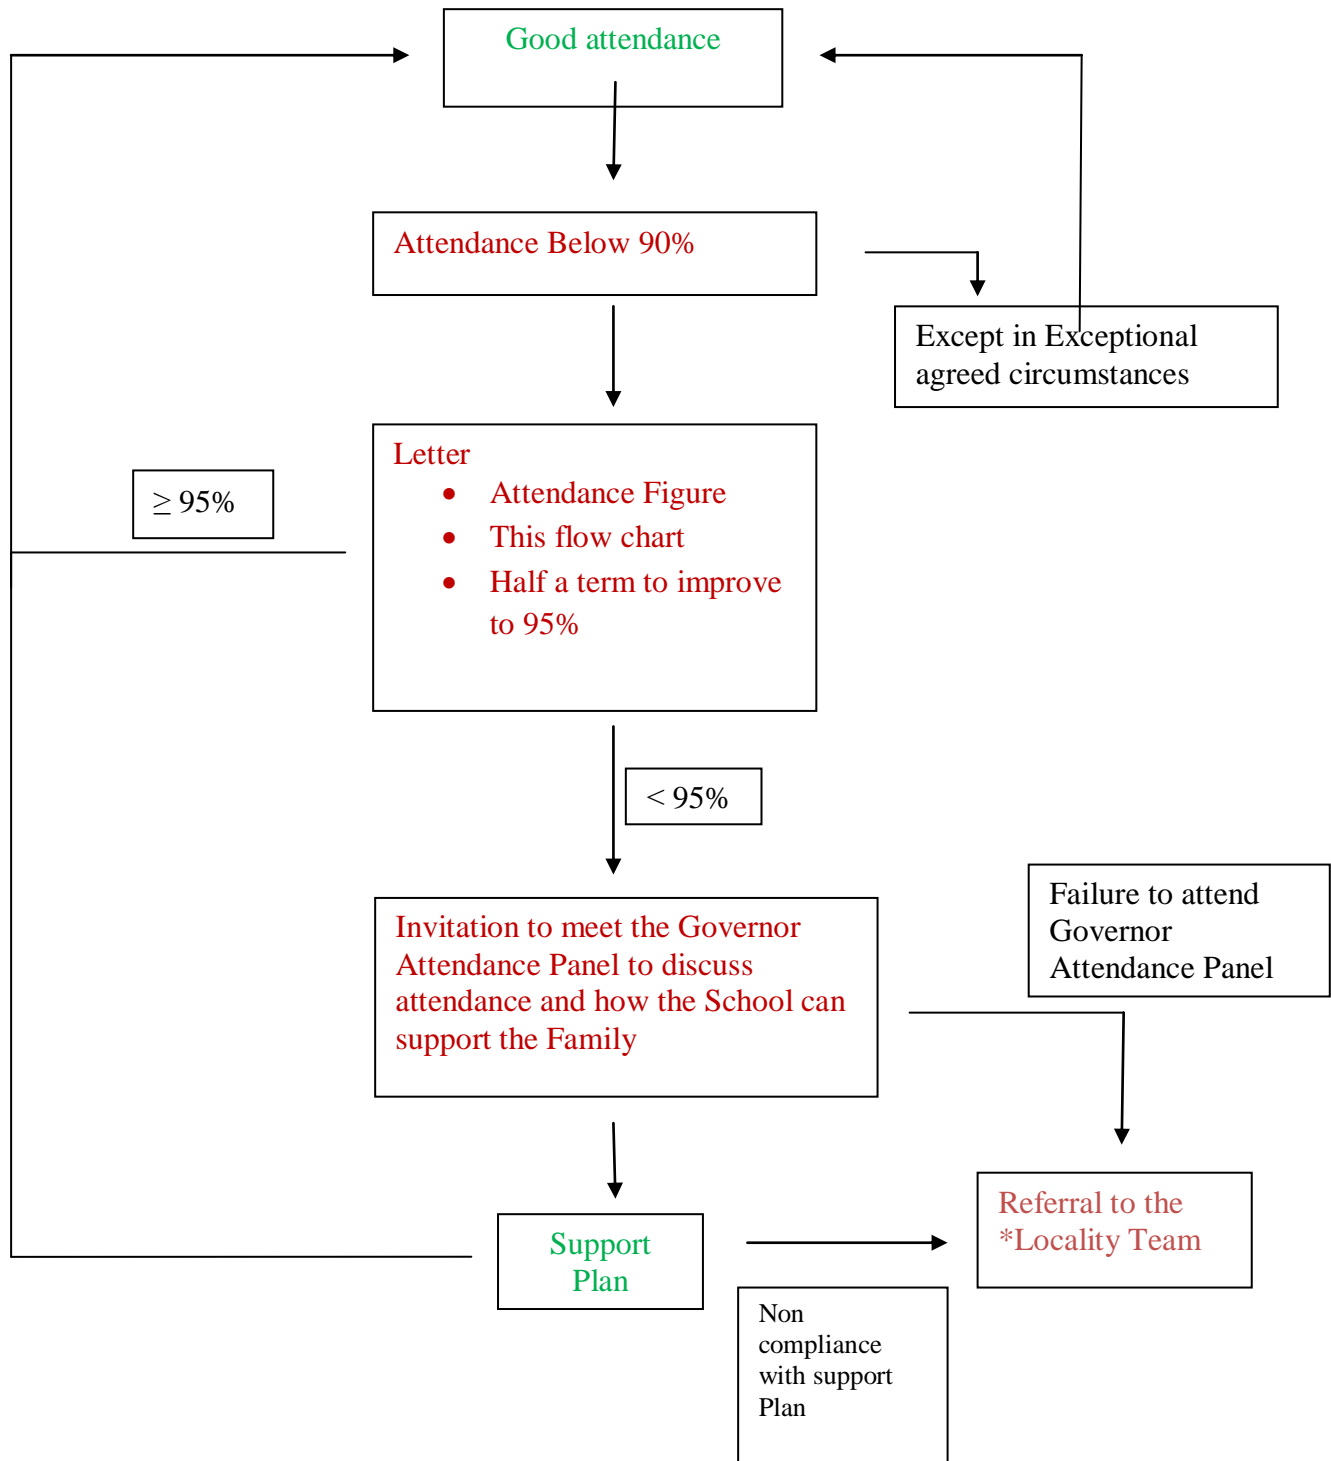 Good attendance
Attendance Below 90%
Except in Exceptional
agreed circumstances
Letter
• Attendance Figure
• This flow chart
• Half a term to improve
to 95%
≥ 95%
< 95%
Failure to attend
Governor
Attendance Panel
Invitation to meet the Governor
Attendance Panel to discuss
attendance and how the School can
support the Family
Support
Plan
Referral to the
*Locality Team
Non
compliance
with support
Plan